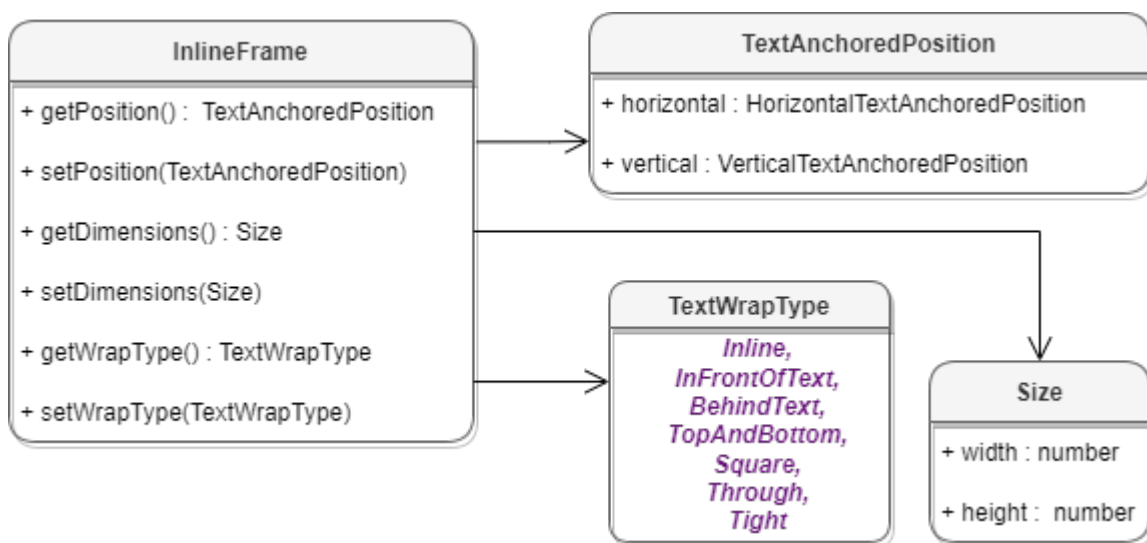 InlineFrame
+ getPosition() : TextAnchoredPosition
+ setPosition(TextAnchoredPosition)
+ getDimensions() : Size
+ setDimensions(Size)
+ getWrapType() : TextWrapType
+ setWrapType(TextWrapType)
TextAnchoredPosition
+ horizontal : HorizontalTextAnchoredPosition
+ vertical : VerticalTextAnchoredPosition
TextWrapType
Inline,
InFrontOfText,
BehindText,
TopAndBottom,
Square,
Through,
Tight
Size
+ width : number
+ height : number